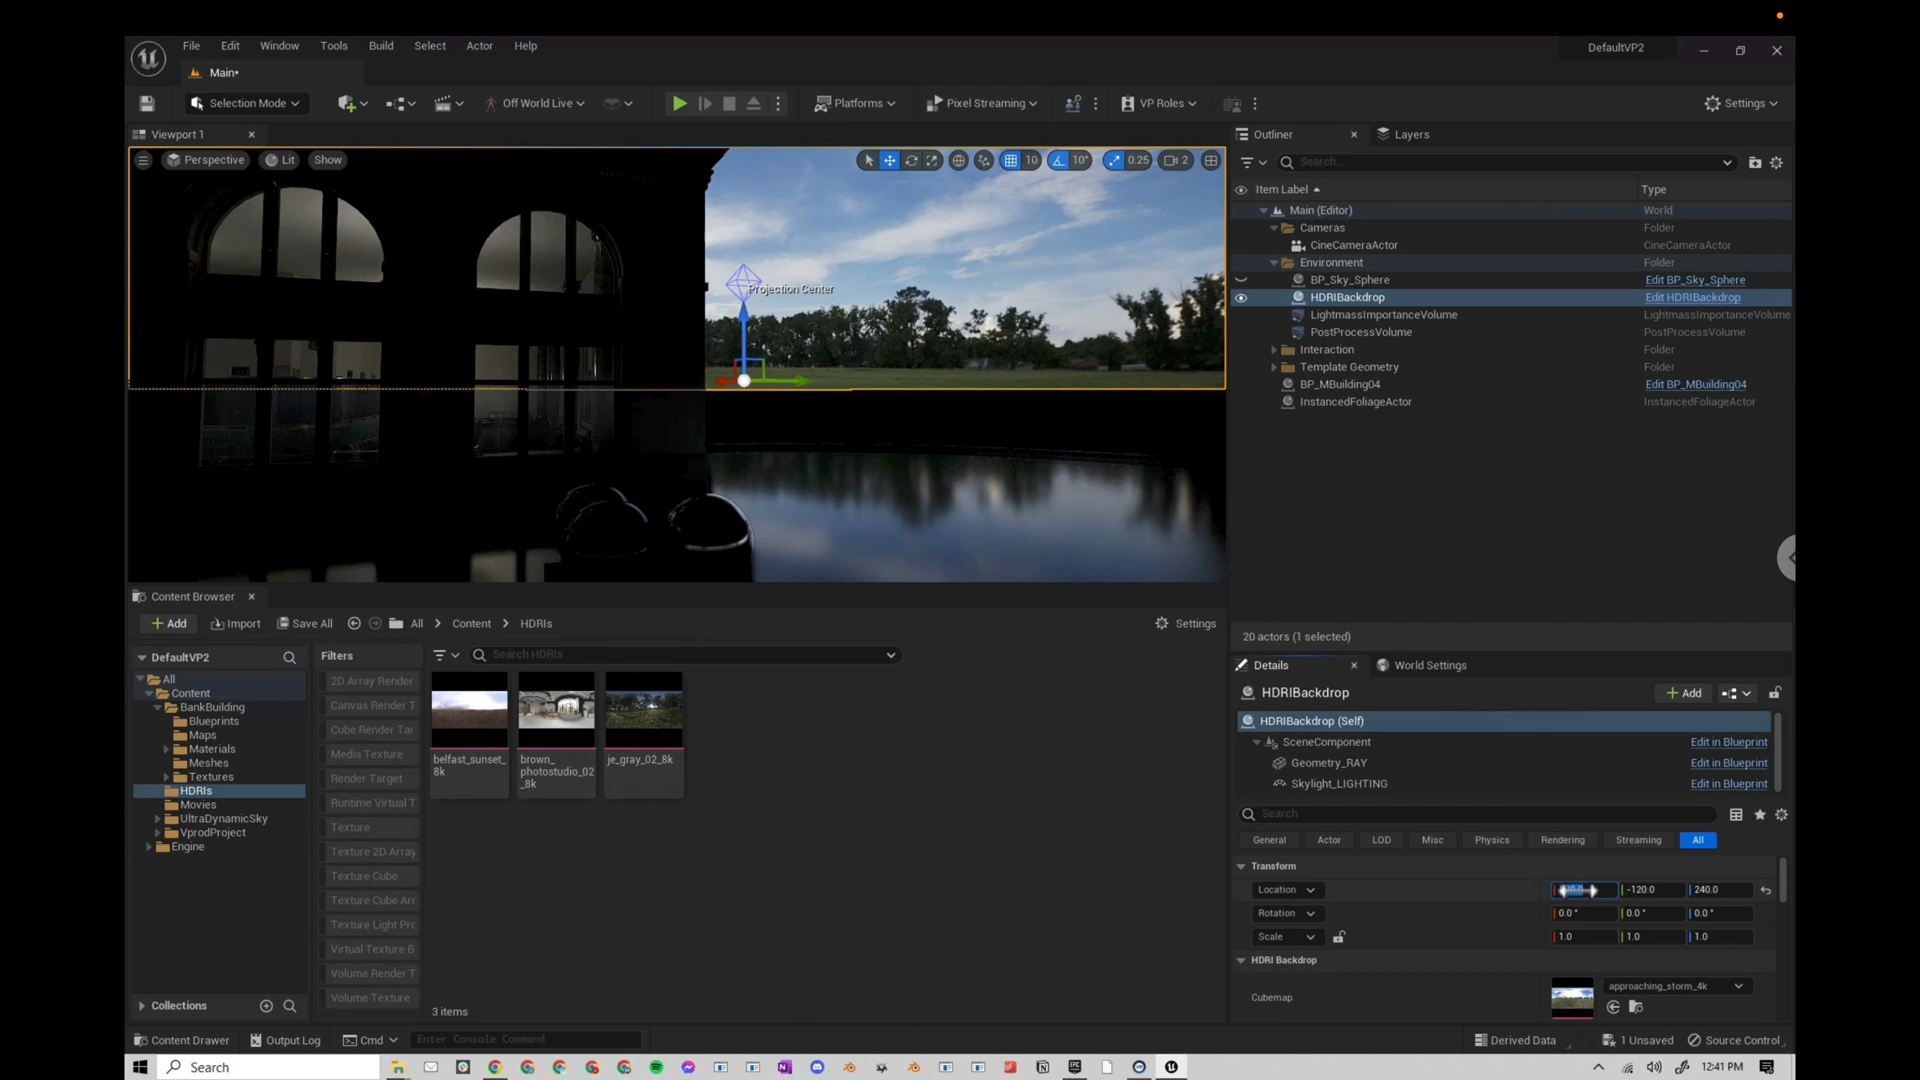 File Edit Window Tools Build Select Actor Help
DefaultVP2
Main•
Selection Mode
Off World Live
Platforms
Pixel Streaming
VP Roles
Settings
Viewport 1
Perspective
Lit
Show
10
10°
0.25
2
Projection Center
Outliner
Layers
Search...
Item Label
Type
Main (Editor)
World
Cameras
Folder
CineCameraActor
CineCameraActor
Environment
Folder
BP_Sky_Sphere
Edit BP_Sky_Sphere
HDRIBackdrop
Edit HDRIBackdrop
LightmassImportanceVolume
LightmassImportanceVolume
PostProcessVolume
PostProcessVolume
Interaction
Folder
Template Geometry
Folder
BP_MBuilding04
Edit BP_MBuilding04
InstancedFoliageActor
InstancedFoliageActor
20 actors (1 selected)
Content Browser
Add
Import
Save All
All
Content
HDRIs
Settings
DefaultVP2
All
Content
BankBuilding
Blueprints
Maps
Materials
Meshes
Textures
HDRIs
Movies
UltraDynamicSky
VprodProject
Engine
Collections
Filters
2D Array Render
Canvas Render T
Cube Render Tar
Media Texture
Render Target
Runtime Virtual T
Texture
Texture 2D Array
Texture Cube
Texture Cube Arr
Texture Light Pro
Virtual Texture B
Volume Render T
Volume Texture
Search HDRIs
belfast_sunset_
8k
brown_
photostudio_02
_8k
je_gray_02_8k
3 items
Details
World Settings
HDRIBackdrop
Add
HDRIBackdrop (Self)
SceneComponent
Edit in Blueprint
Geometry_RAY
Edit in Blueprint
Skylight_LIGHTING
Edit in Blueprint
Search
General
Actor
LOD
Misc
Physics
Rendering
Streaming
All
Transform
Location
-120.0
240.0
Rotation
0.0 °
0.0 °
0.0 °
Scale
1.0
1.0
1.0
HDRI Backdrop
Cubemap
approaching_storm_4k
Content Drawer
Output Log
Cmd
Enter Console Command
Derived Data
1 Unsaved
Source Control
Search
12:41 PM